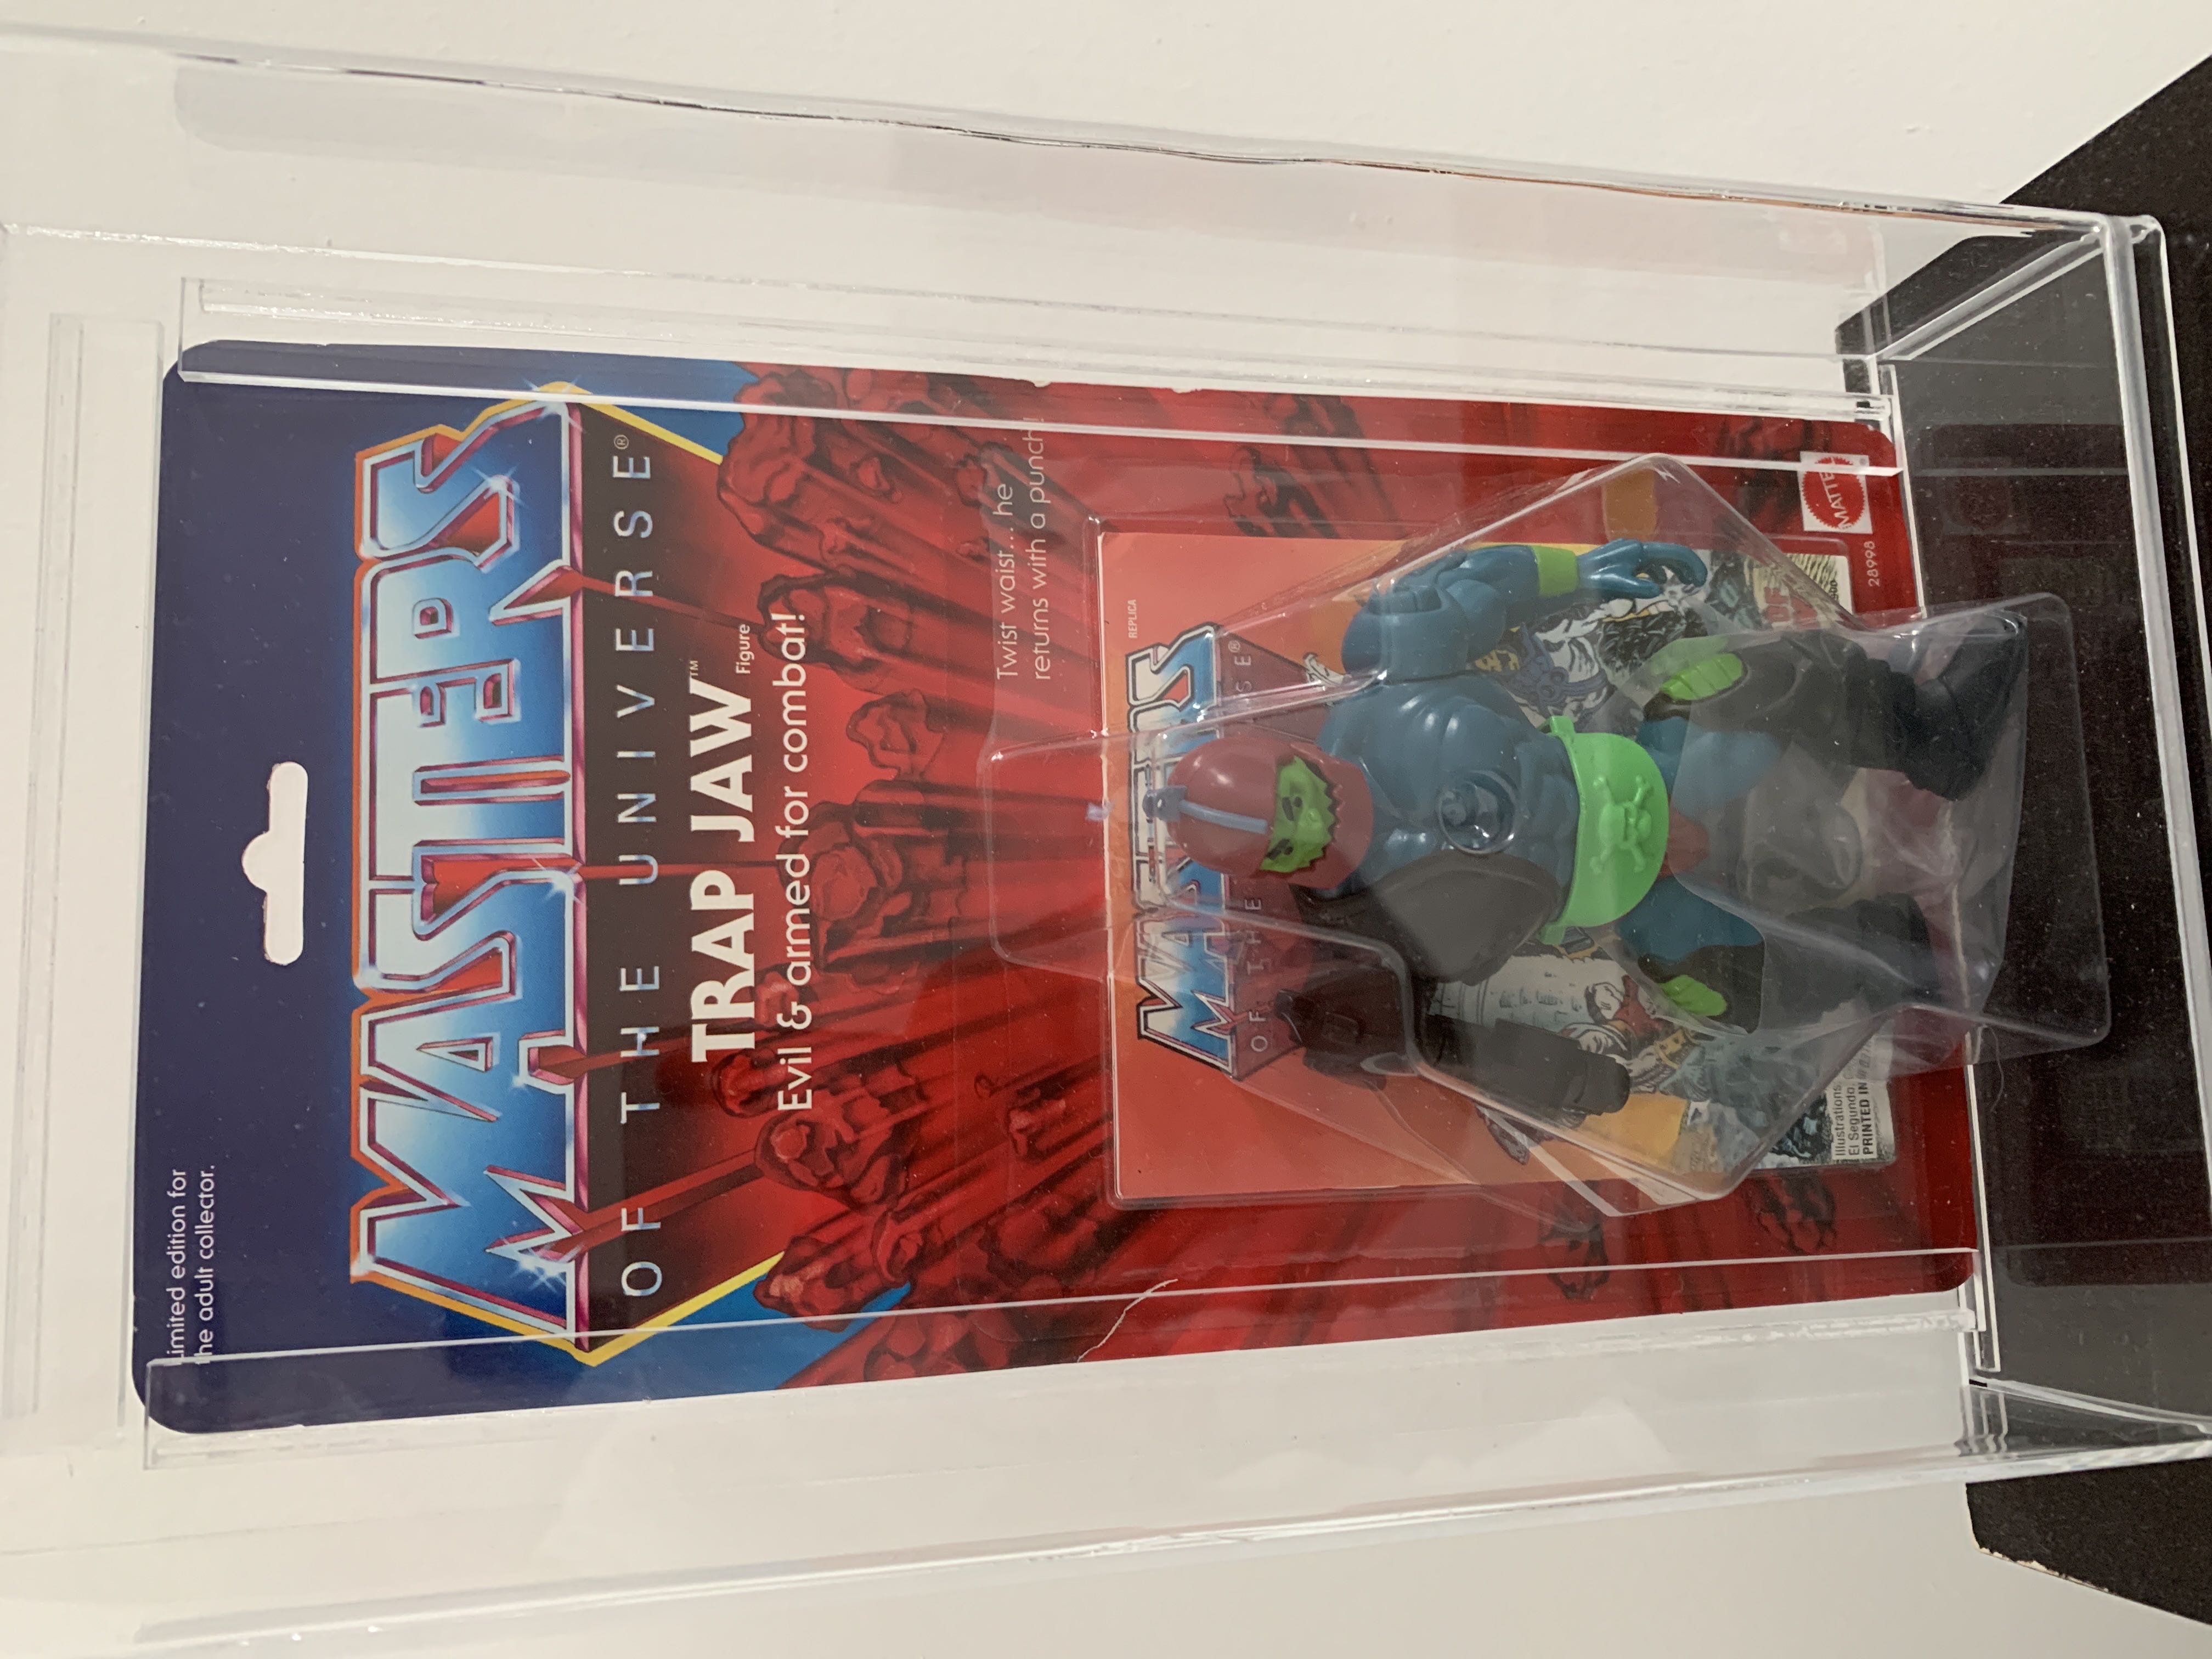 Limited edition for
the adult collector.
MASTERS
OF THE UNIVERSE®
TRAP JAW™
Figure
Evil & armed for combat!
Twist waist... he
returns with a punch!
REPLICA
MASTERS
OF THE
SE®
Illustrations
El Segundo,
PRINTED IN
28998
MATTEL